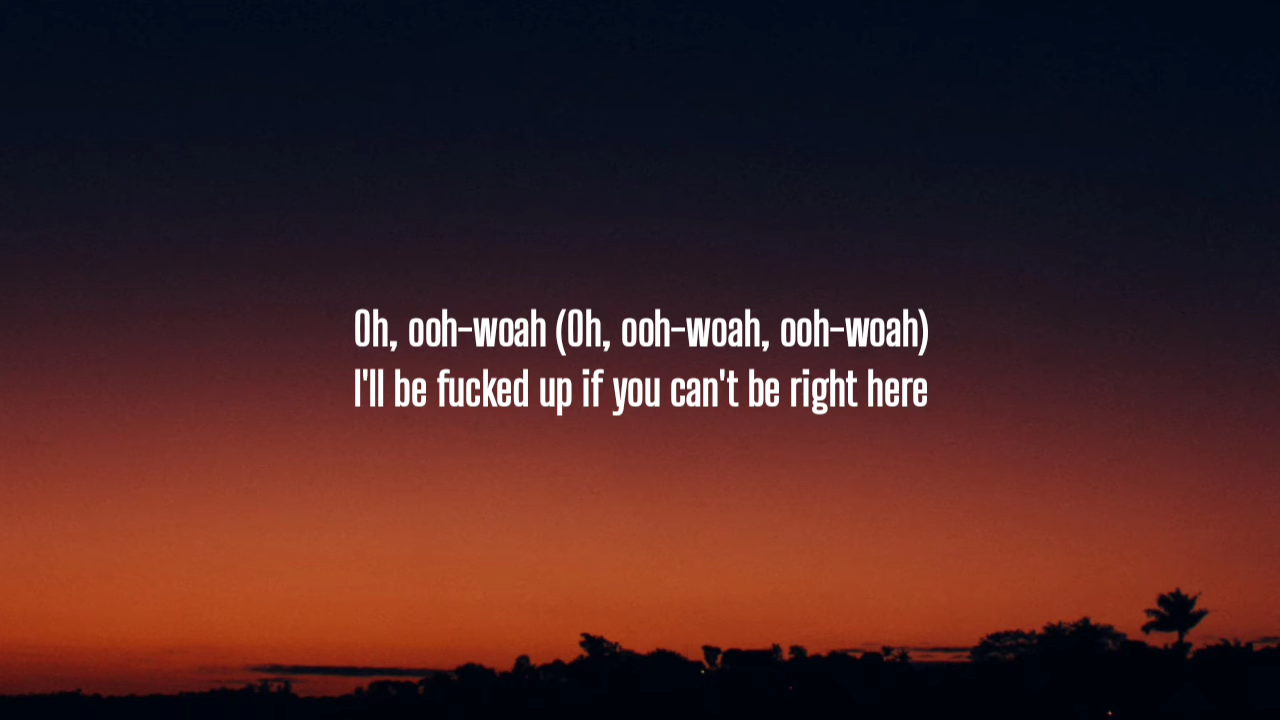 Oh, ooh-woah (Oh, ooh-woah, ooh-woah)
I'll be fucked up if you can't be right here